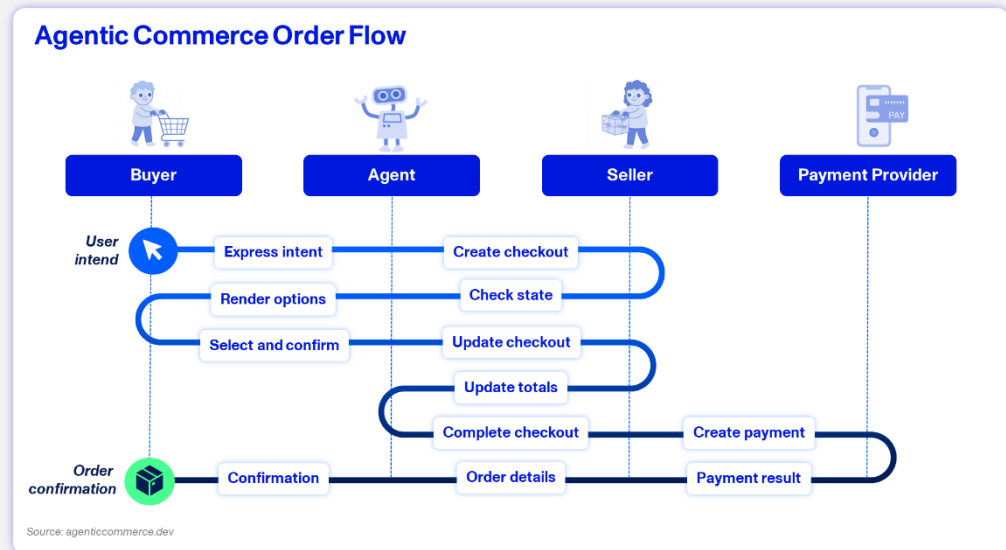 Agentic Commerce Order Flow
PAY
Buyer
Agent
Seller
Payment Provider
User
intend
Express intent
Create checkout
Render options
Check state
Select and confirm
Update checkout
Update totals
Complete checkout
Create payment
Order
confirmation
Confirmation
Order details
Payment result
Source: agenticcommerce.dev